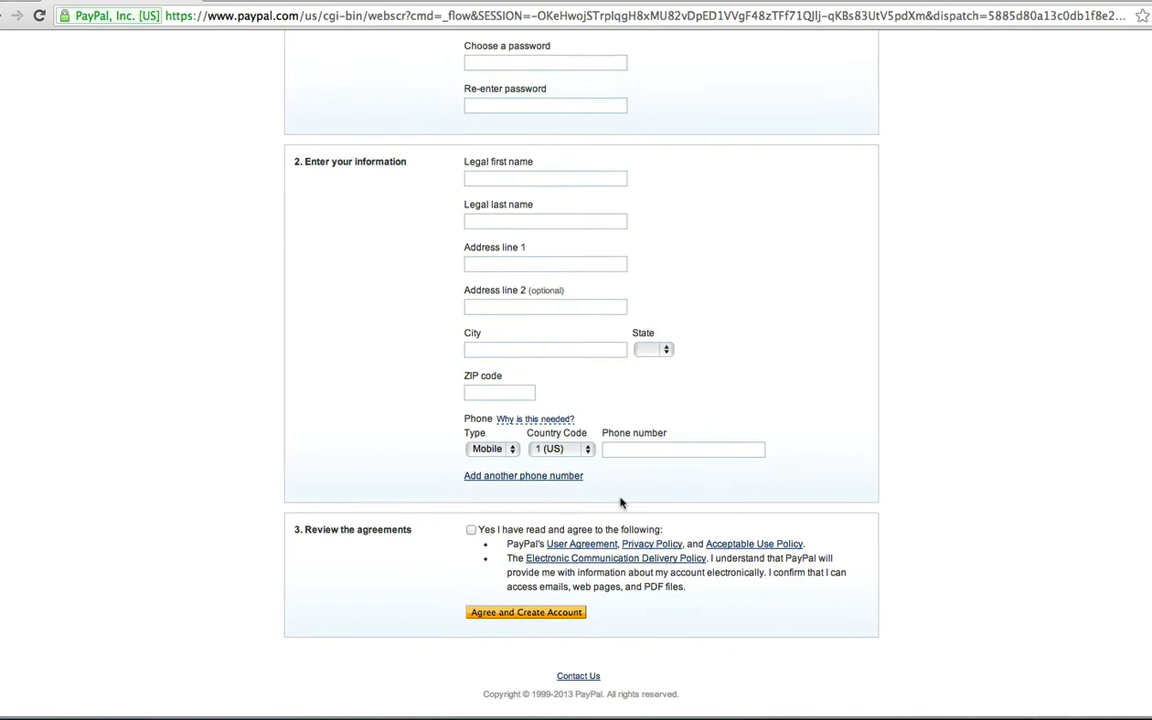 PayPal, Inc. [US] https://www.paypal.com/us/cgi-bin/webscr?cmd=_flow&SESSION=
Choose a password
Re-enter password
2. Enter your information
Legal first name
Legal last name
Address line 1
Address line 2 (optional)
City State
ZIP code
Phone Why is this needed?
Type Country Code Phone number
Mobile 1 (US)
Add another phone number
3. Review the agreements
Yes I have read and agree to the following:
• PayPal's User Agreement, Privacy Policy, and Acceptable Use Policy.
• The Electronic Communication Delivery Policy. I understand that PayPal will
provide me with information about my account electronically. I confirm that I can
access emails, web pages, and PDF files.
Agree and Create Account
Contact Us
Copyright © 1999-2013 PayPal. All rights reserved.